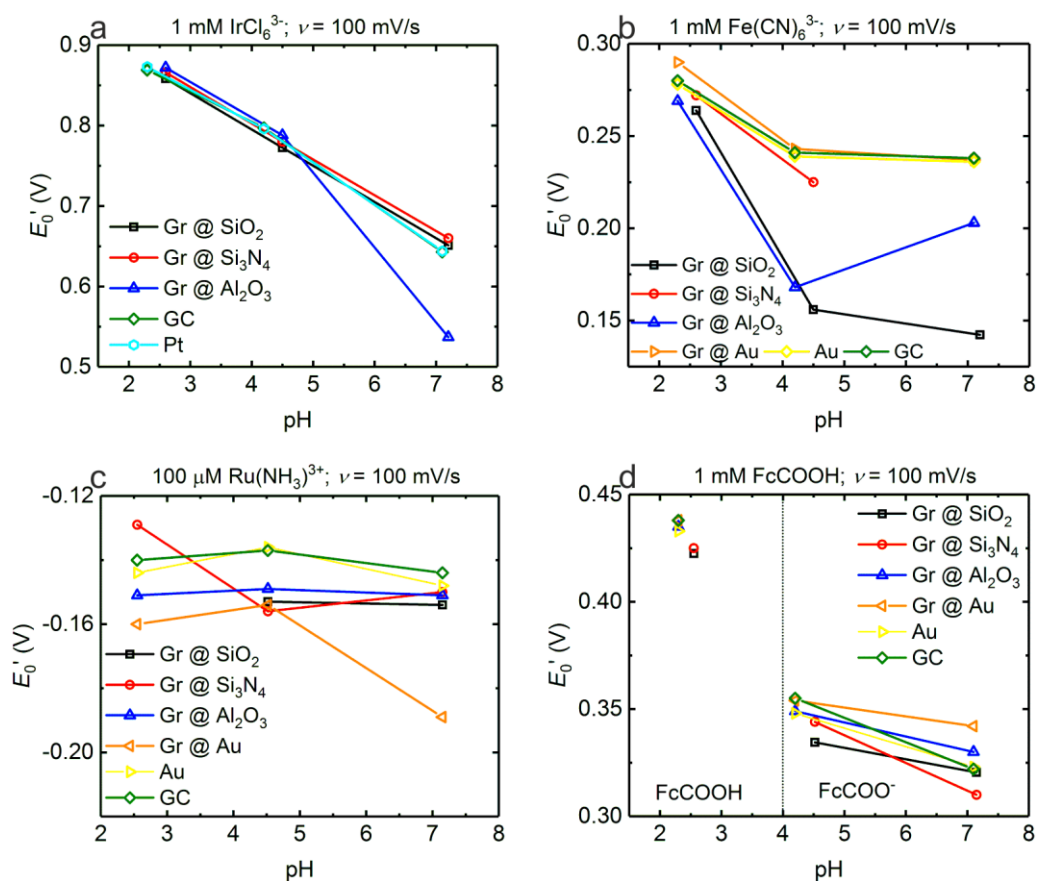 a 1 mM IrCl₆³⁻; ν = 100 mV/s
0.9
0.8
0.7
0.6
0.5
E₀' (V)
Gr @ SiO₂
Gr @ Si₃N₄
Gr @ Al₂O₃
GC
Pt
2 3 4 5 6 7 8
pH
b 1 mM Fe(CN)₆³⁻; ν = 100 mV/s
0.30
0.25
0.20
0.15
E₀' (V)
Gr @ SiO₂
Gr @ Si₃N₄
Gr @ Al₂O₃
Gr @ Au Au GC
2 3 4 5 6 7 8
pH
c 100 μM Ru(NH₃)³⁺; ν = 100 mV/s
-0.12
-0.16
-0.20
E₀' (V)
Gr @ SiO₂
Gr @ Si₃N₄
Gr @ Al₂O₃
Gr @ Au
Au
GC
2 3 4 5 6 7 8
pH
d 1 mM FcCOOH; ν = 100 mV/s
0.45
0.40
0.35
0.30
E₀' (V)
Gr @ SiO₂
Gr @ Si₃N₄
Gr @ Al₂O₃
Gr @ Au
Au
GC
FcCOOH FcCOO⁻
2 3 4 5 6 7 8
pH